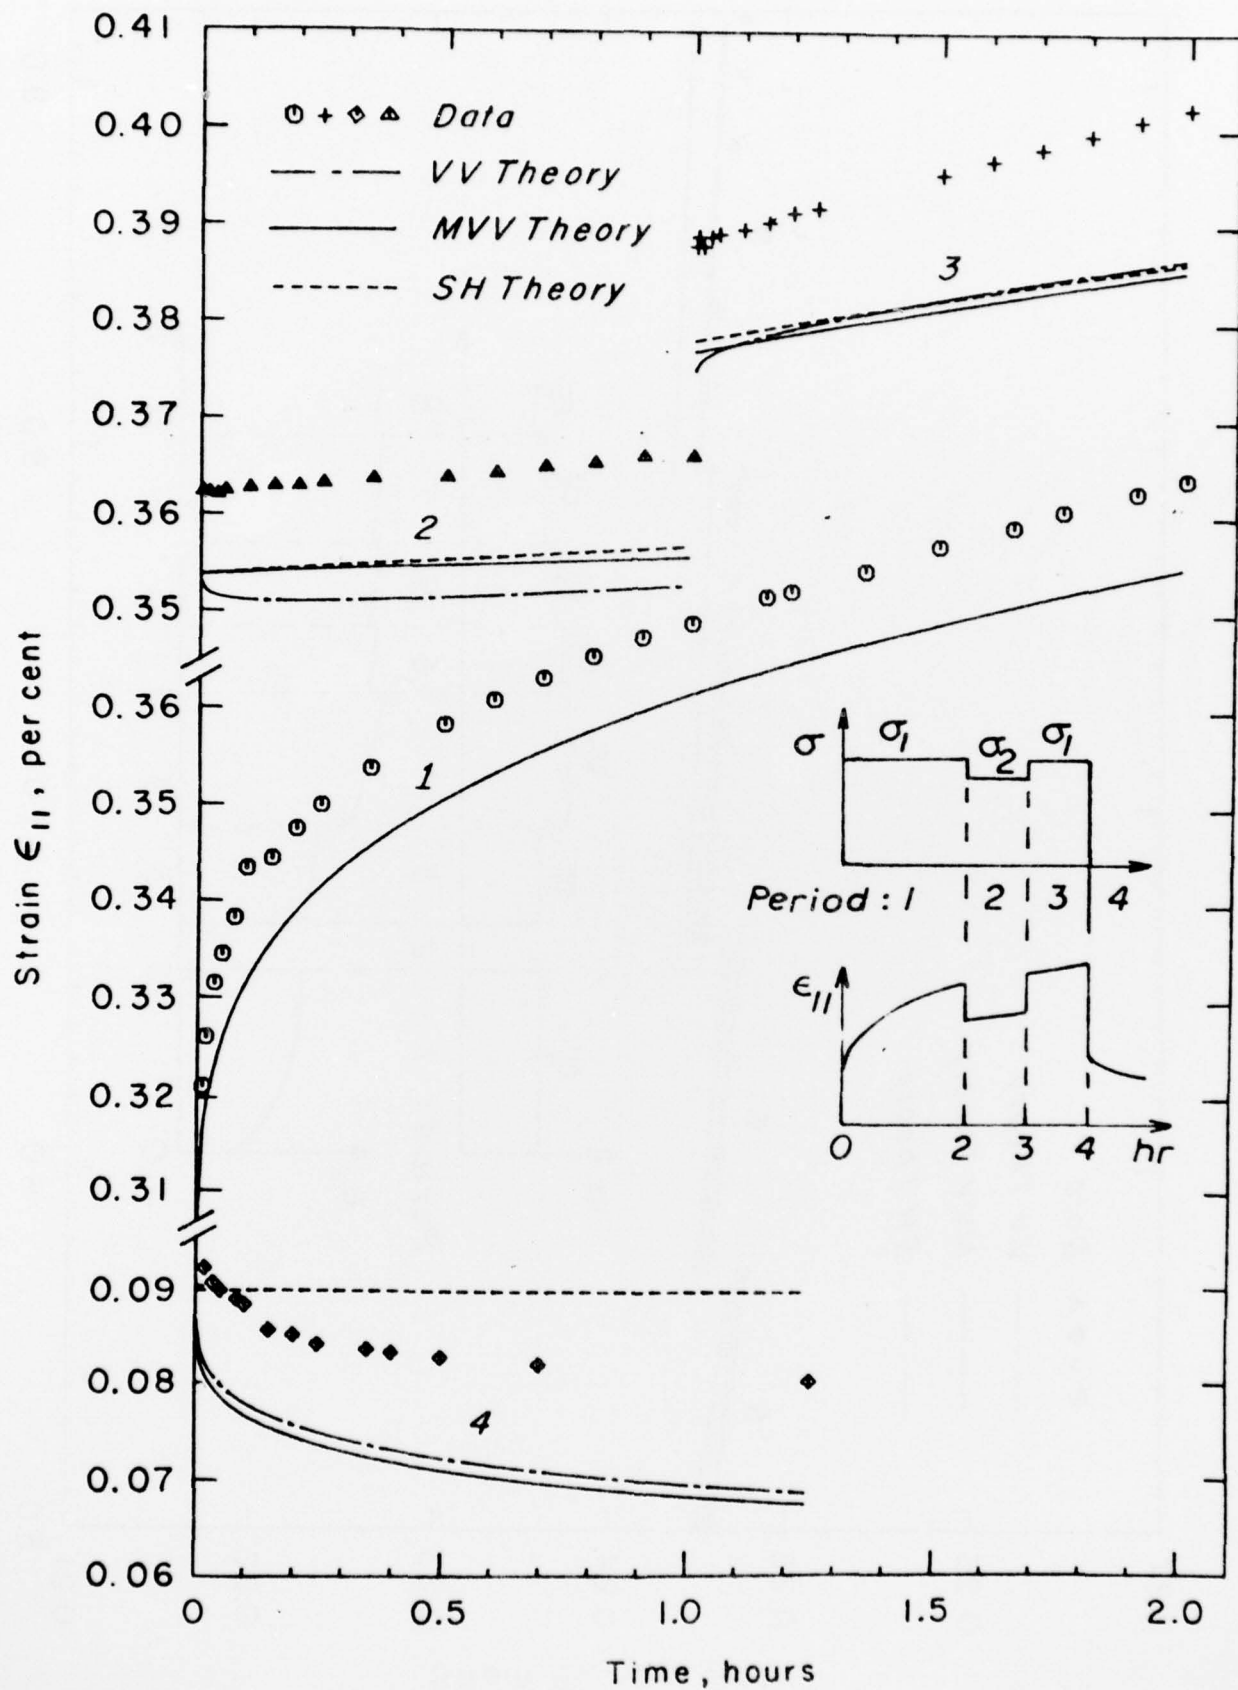 0.41
0.40
0.39
0.38
0.37
0.36
0.35
0.36
0.35
0.34
0.33
0.32
0.31
0.09
0.08
0.07
0.06
Strain ϵ11, per cent
Data
VV Theory
MVV Theory
SH Theory
3
2
1
4
σ σ1 σ2 σ1
Period: 1 2 3 4
ϵ11
0 2 3 4 hr
0 0.5 1.0 1.5 2.0
Time, hours